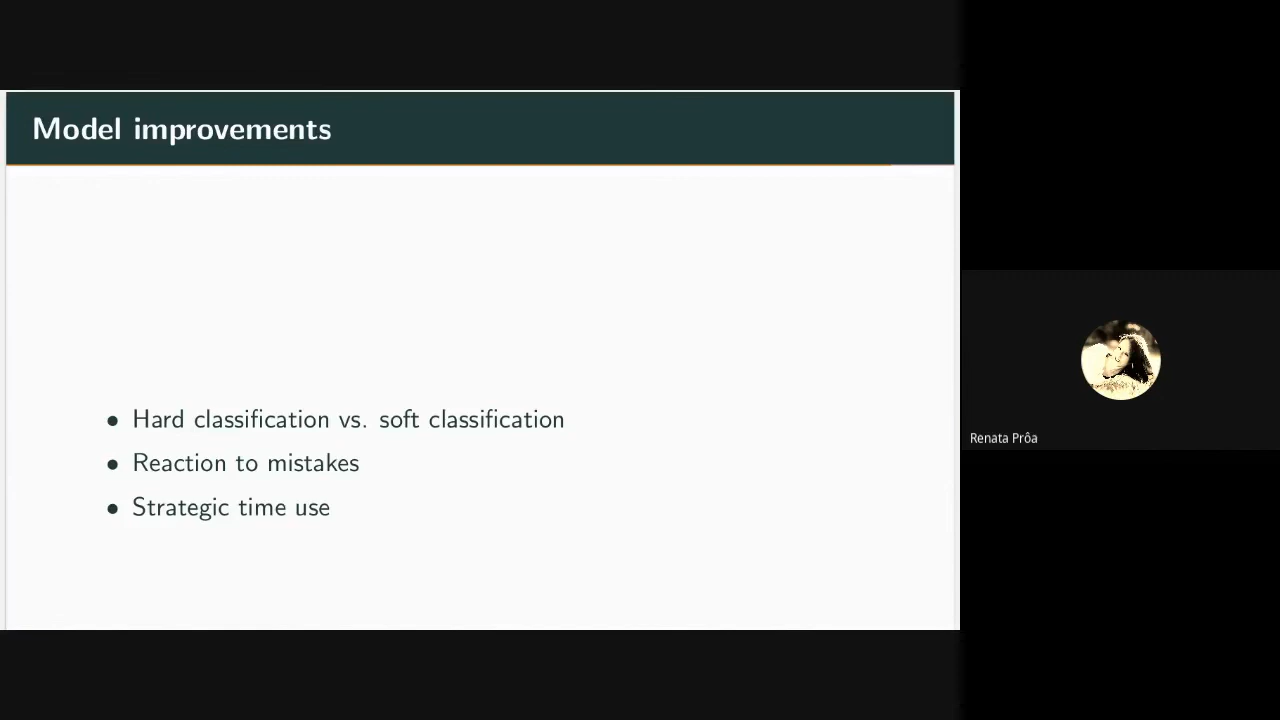 Model improvements
• Hard classification vs. soft classification
• Reaction to mistakes
• Strategic time use
Renata Prôa